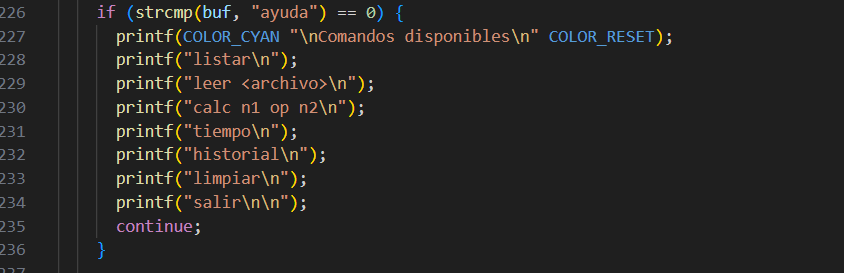 226 if (strcmp(buf, "ayuda") == 0) {
227 printf(COLOR_CYAN "\nComandos disponibles\n" COLOR_RESET);
228 printf("listar\n");
229 printf("leer <archivo>\n");
230 printf("calc n1 op n2\n");
231 printf("tiempo\n");
232 printf("historial\n");
233 printf("limpiar\n");
234 printf("salir\n\n");
235 continue;
236 }